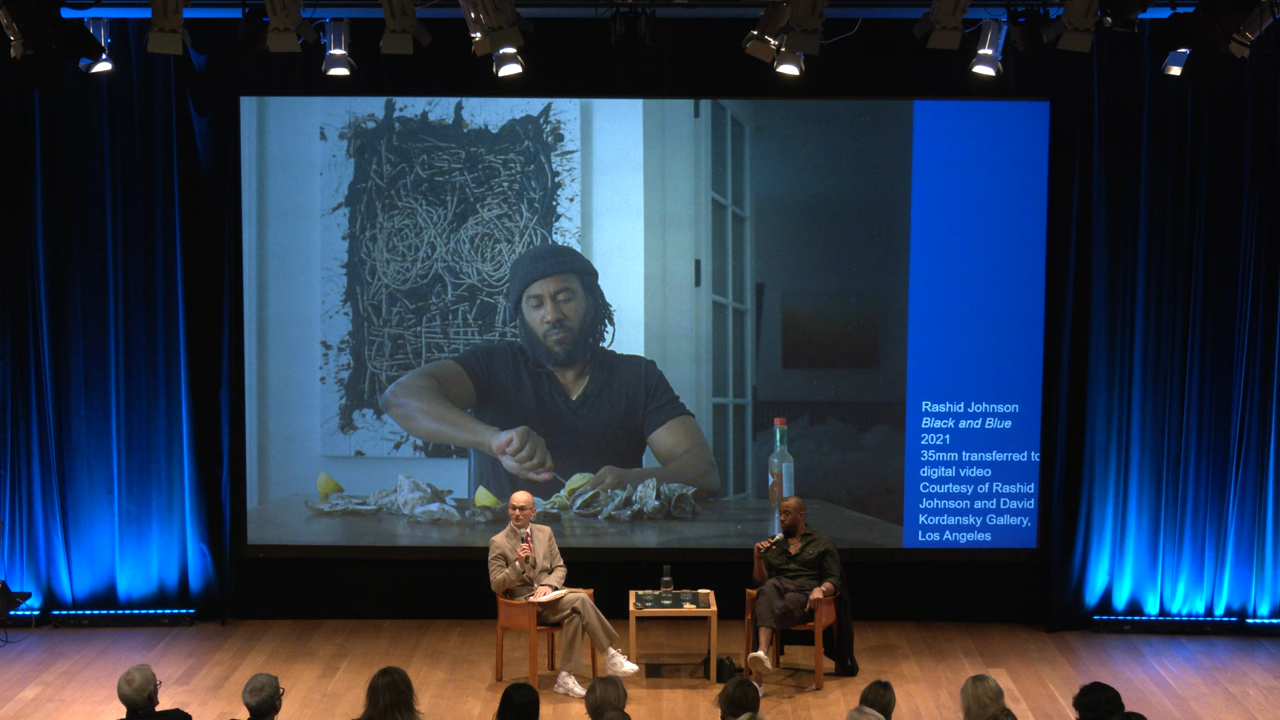 Rashid Johnson
Black and Blue
2021
35mm transferred to
digital video
Courtesy of Rashid
Johnson and David
Kordansky Gallery,
Los Angeles